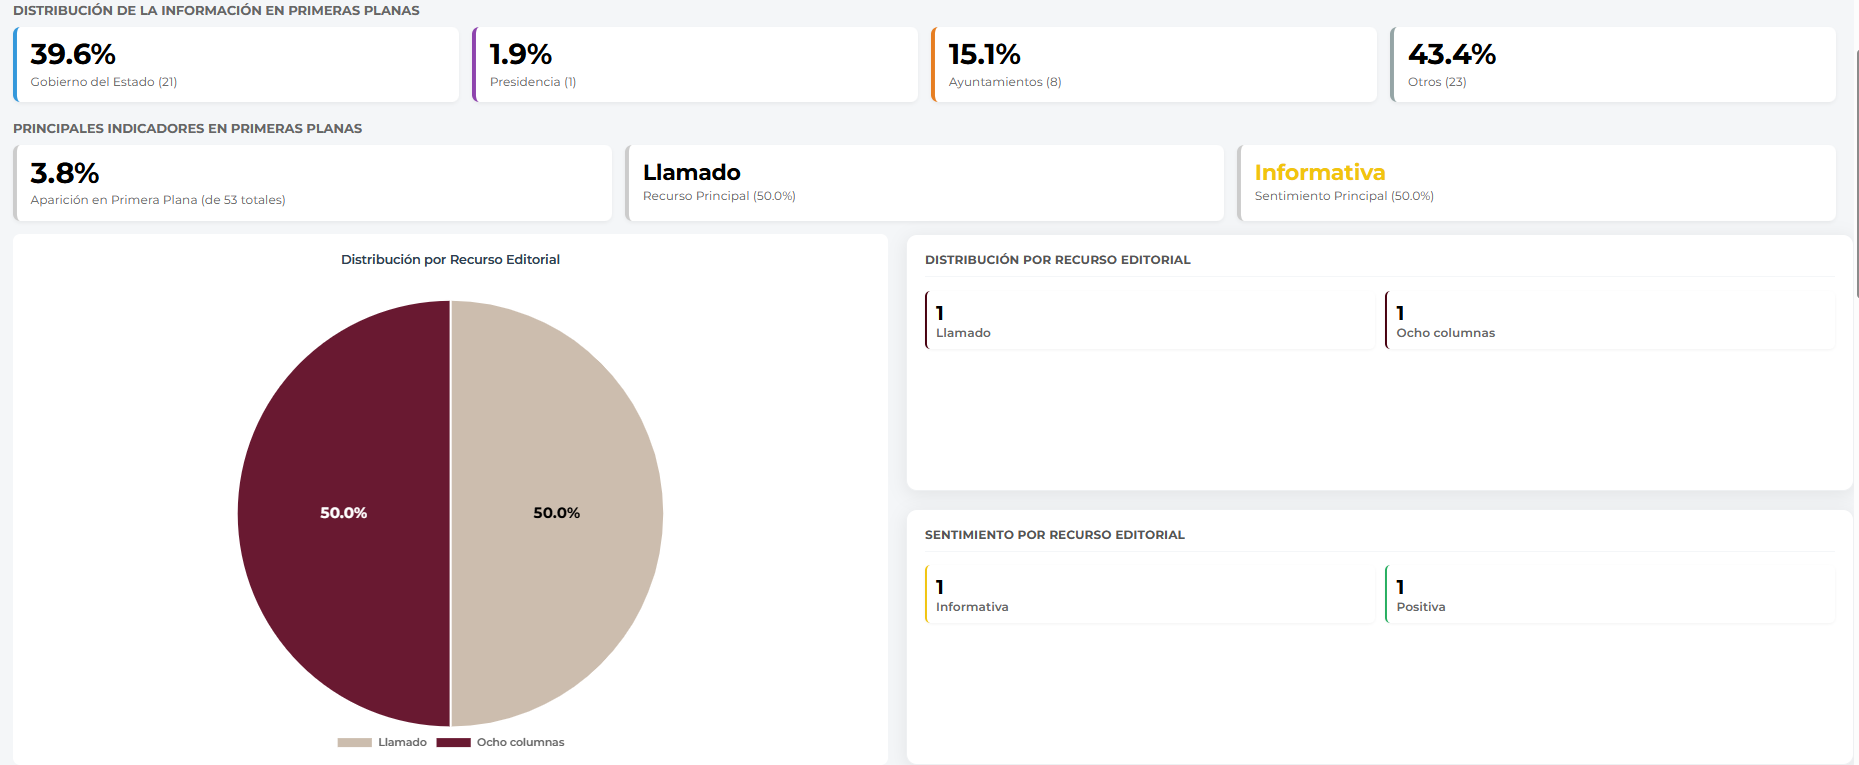 DISTRIBUCIÓN DE LA INFORMACIÓN EN PRIMERAS PLANAS
39.6%
Gobierno del Estado (21)
1.9%
Presidencia (1)
15.1%
Ayuntamientos (8)
43.4%
Otros (23)
PRINCIPALES INDICADORES EN PRIMERAS PLANAS
3.8%
Aparición en Primera Plana (de 53 totales)
Llamado
Recurso Principal (50.0%)
Informativa
Sentimiento Principal (50.0%)
Distribución por Recurso Editorial
50.0%
50.0%
Llamado
Ocho columnas
DISTRIBUCIÓN POR RECURSO EDITORIAL
1
Llamado
1
Ocho columnas
SENTIMIENTO POR RECURSO EDITORIAL
1
Informativa
1
Positiva